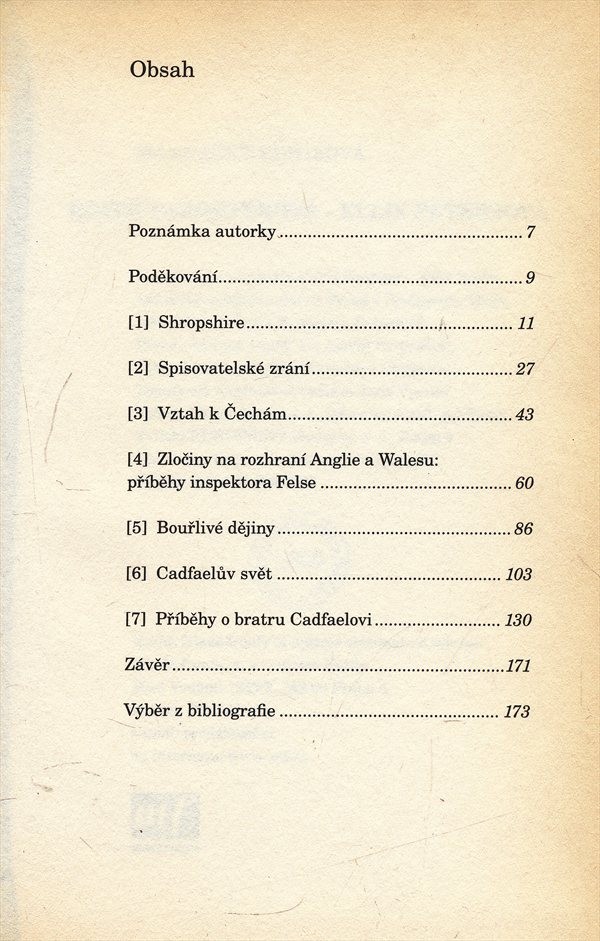 Obsah
Poznámka autorky ........................................ 7
Poděkování .................................................. 9
[1] Shropshire ............................................ 11
[2] Spisovatelské zrání ................................ 27
[3] Vztah k Čechám .................................... 43
[4] Zločiny na rozhraní Anglie a Walesu:
příběhy inspektora Felse ............................. 60
[5] Bouřlivé dějiny ...................................... 86
[6] Cadfaelův svět ...................................... 103
[7] Příběhy o bratru Cadfaelovi .................... 130
Závěr ......................................................... 171
Výběr z bibliografie .................................... 173